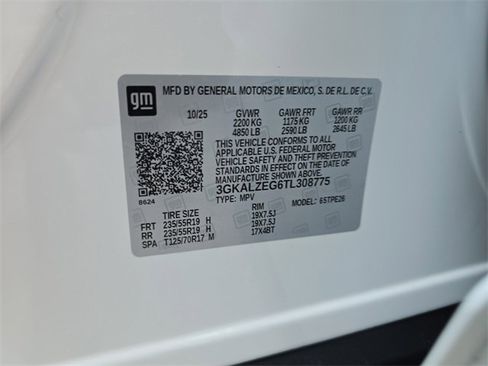 gm
MFD BY GENERAL MOTORS DE MEXICO, S. DE R.L. DE C.V.
10/25 GVWR GAWR FRT GAWR RR
2200 KG 1175 KG 1200 KG
4850 LB 2590 LB 2645 LB
THIS VEHICLE CONFORMS TO ALL
APPLICABLE U.S. FEDERAL MOTOR
VEHICLE SAFETY AND THEFT PREVENTION
STANDARDS IN EFFECT ON THE DATE OF
MANUFACTURE SHOWN ABOVE.
3GKALZEG6TL308775
8624 TYPE: MPV MODEL: 6STPE26
TIRE SIZE RIM
FRT 235/55R19 H 19X7.5J
RR 235/55R19 H 19X7.5J
SPA T125/70R17 M 17X4BT